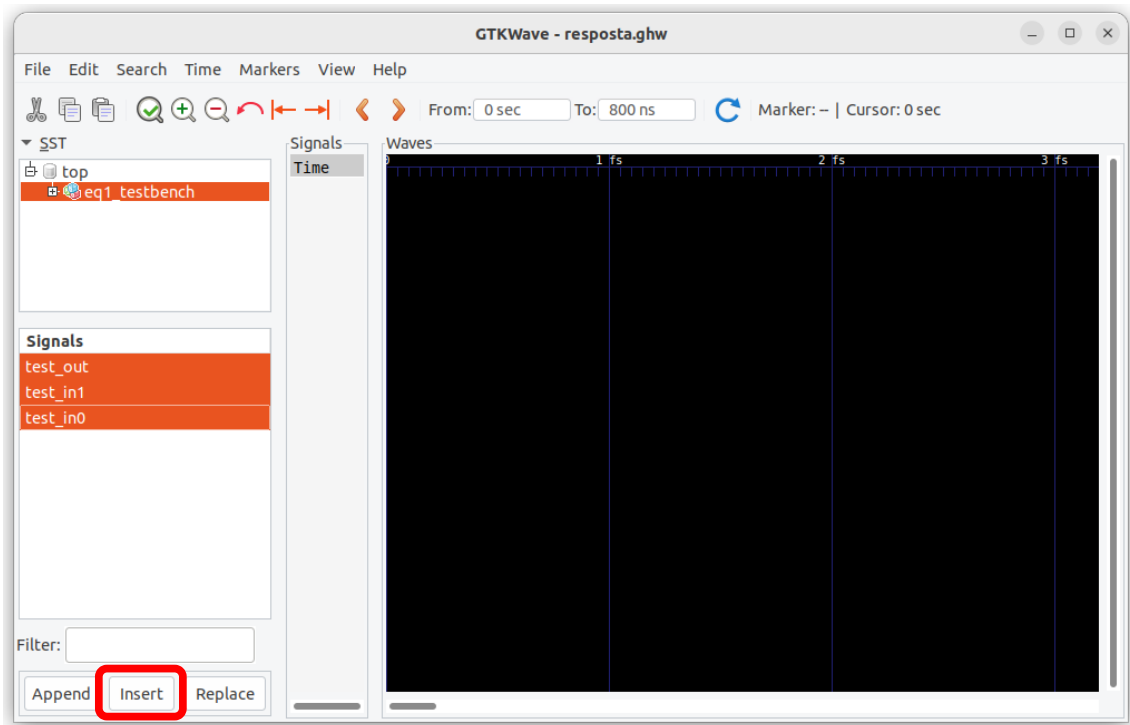 GTKWave - resposta.ghw
File Edit Search Time Markers View Help
From: 0 sec To: 800 ns Marker: -- | Cursor: 0 sec
SST
Signals
Waves
top
eq1_testbench
Time
0 1 fs 2 fs 3 fs
Signals
test_out
test_in1
test_in0
Filter:
Append Insert Replace